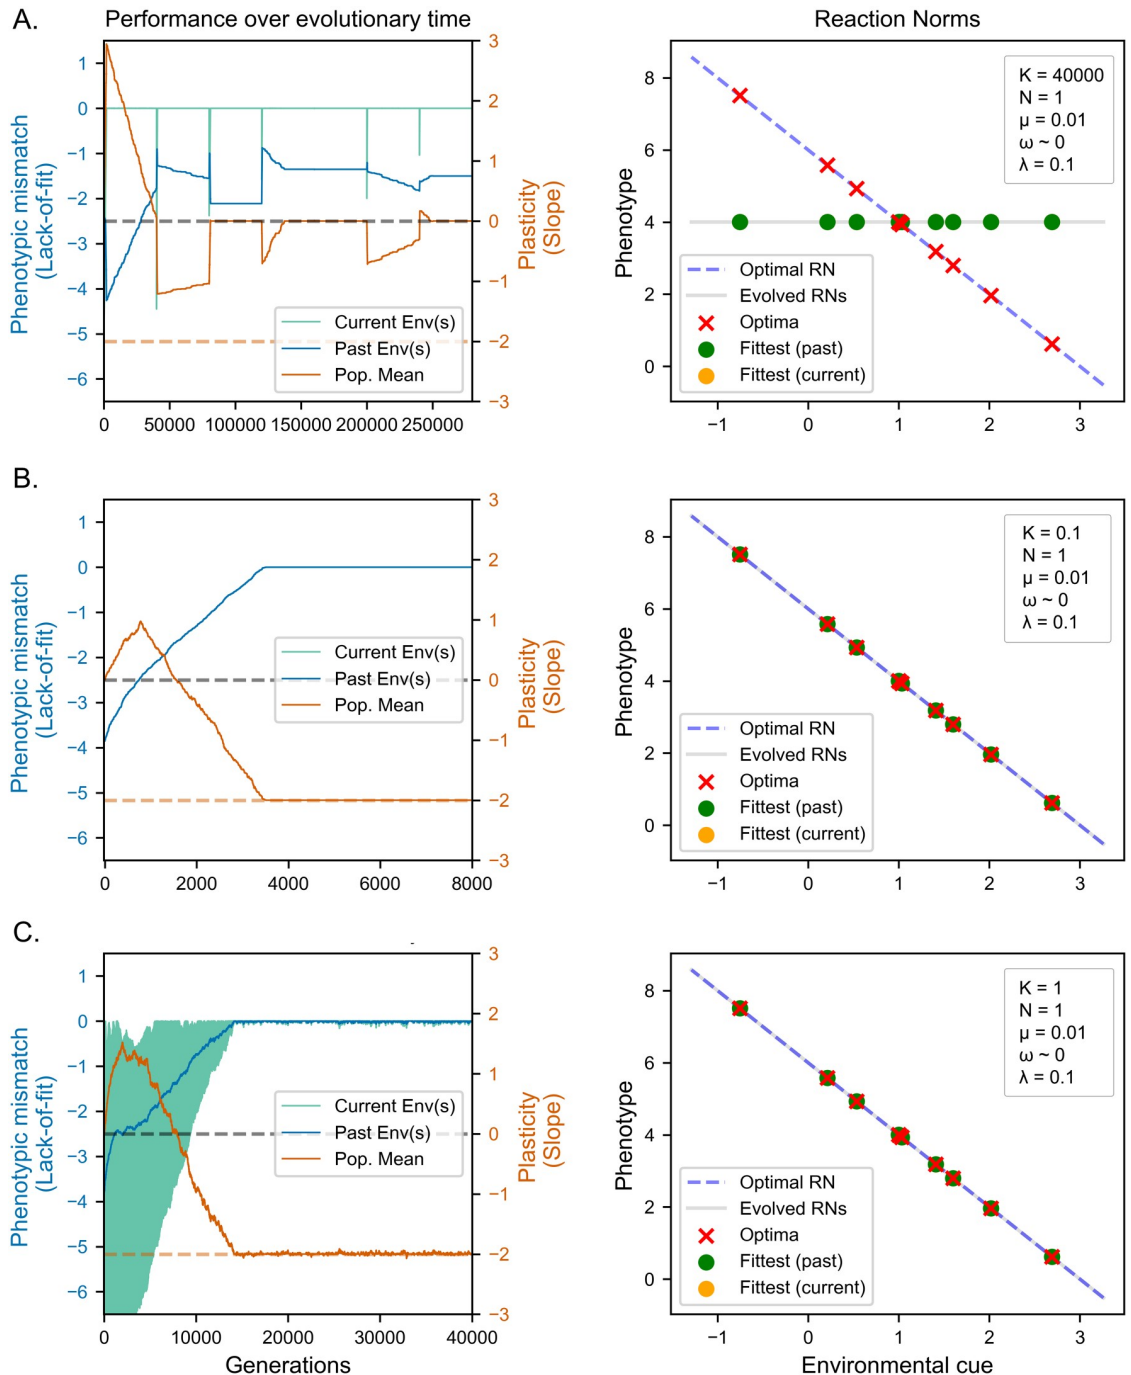 A.
Performance over evolutionary time
Reaction Norms
Phenotypic mismatch
(Lack-of-fit)
1
0
−1
−2
−3
−4
−5
−6
3
2
1
0
−1
−2
−3
Plasticity
(Slope)
Current Env(s)
Past Env(s)
Pop. Mean
0
50000
100000
150000
200000
250000
Phenotype
8
6
4
2
0
K = 40000
N = 1
μ = 0.01
ω ~ 0
λ = 0.1
Optimal RN
Evolved RNs
Optima
Fittest (past)
Fittest (current)
−1
0
1
2
3
B.
Phenotypic mismatch
(Lack-of-fit)
1
0
−1
−2
−3
−4
−5
−6
3
2
1
0
−1
−2
−3
Plasticity
(Slope)
Current Env(s)
Past Env(s)
Pop. Mean
0
2000
4000
6000
8000
Phenotype
8
6
4
2
0
K = 0.1
N = 1
μ = 0.01
ω ~ 0
λ = 0.1
Optimal RN
Evolved RNs
Optima
Fittest (past)
Fittest (current)
−1
0
1
2
3
C.
Phenotypic mismatch
(Lack-of-fit)
1
0
−1
−2
−3
−4
−5
−6
3
2
1
0
−1
−2
−3
Plasticity
(Slope)
Current Env(s)
Past Env(s)
Pop. Mean
0
10000
20000
30000
40000
Generations
Phenotype
8
6
4
2
0
K = 1
N = 1
μ = 0.01
ω ~ 0
λ = 0.1
Optimal RN
Evolved RNs
Optima
Fittest (past)
Fittest (current)
−1
0
1
2
3
Environmental cue